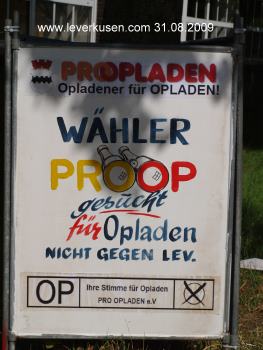 www.leverkusen.com 31.08.2009
PROOPLADEN
Opladener für OPLADEN!
WÄHLER
PROOP
gesucht
für Opladen
NICHT GEGEN LEV.
OP
Ihre Stimme für Opladen
PRO OPLADEN e.V